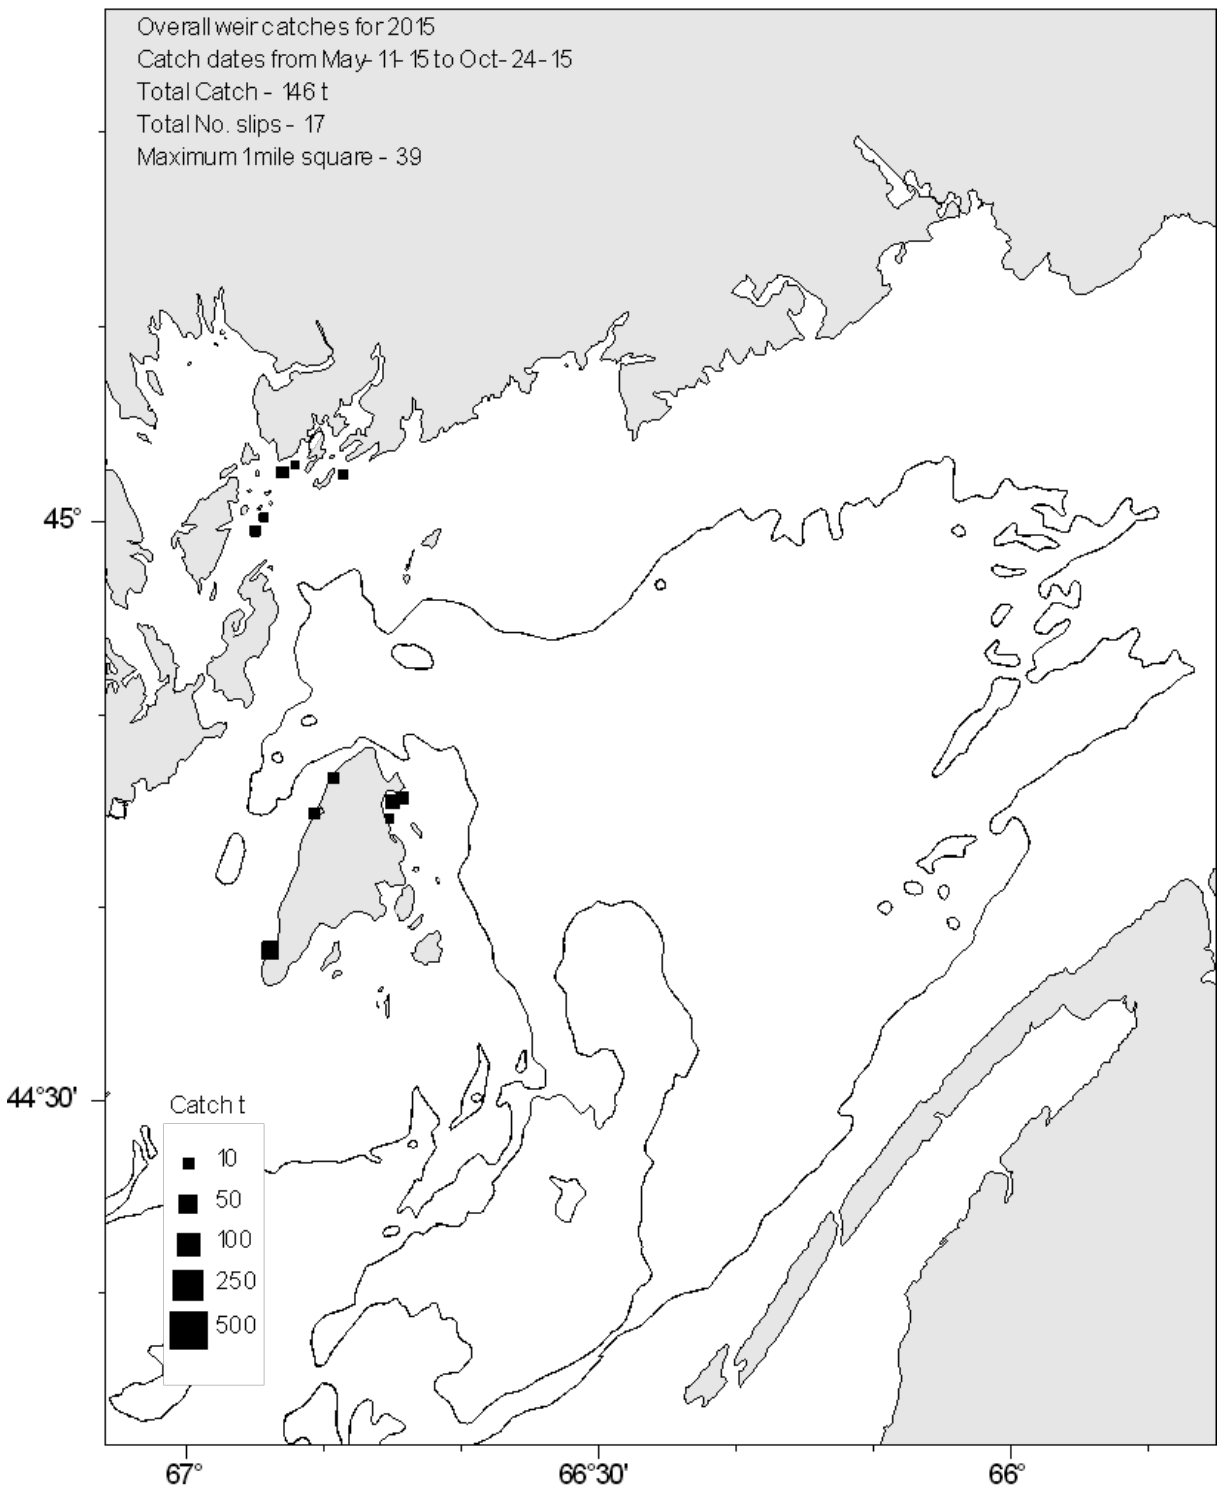 Overall weir catches for 2015
Catch dates from May-11-15 to Oct-24-15
Total Catch - 146 t
Total No. slips - 17
Maximum 1mile square - 39
45°
44°30'
Catch t
10
50
100
250
500
67°
66°30'
66°